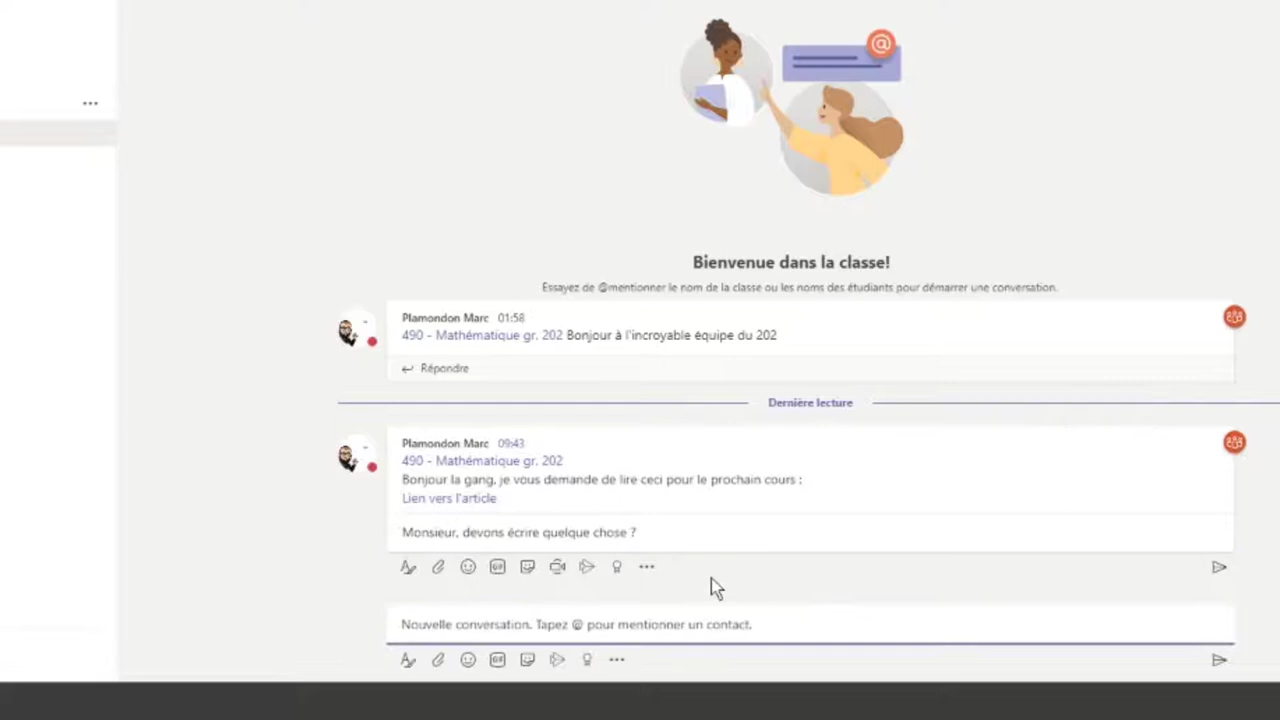 Bienvenue dans la classe!
Essayez de @mentionner le nom de la classe ou les noms des étudiants pour démarrer une conversation.
Plamondon Marc 01:58
490 - Mathématique gr. 202 Bonjour à l'incroyable équipe du 202
Répondre
Dernière lecture
Plamondon Marc 09:43
490 - Mathématique gr. 202
Bonjour la gang, je vous demande de lire ceci pour le prochain cours :
Lien vers l'article
Monsieur, devons écrire quelque chose ?
GIF
Nouvelle conversation. Tapez @ pour mentionner un contact.
GIF